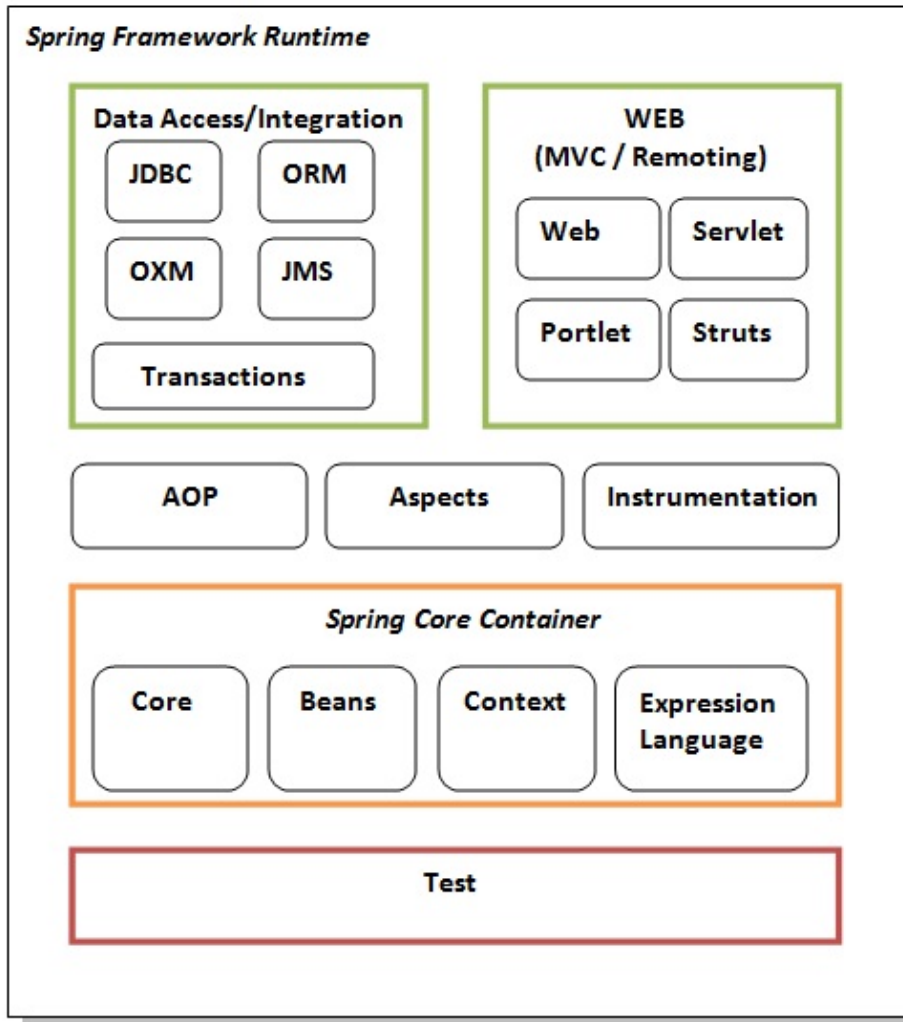 Spring Framework Runtime
Data Access/Integration
JDBC
ORM
OXM
JMS
Transactions
WEB
(MVC / Remoting)
Web
Servlet
Portlet
Struts
AOP
Aspects
Instrumentation
Spring Core Container
Core
Beans
Context
Expression
Language
Test